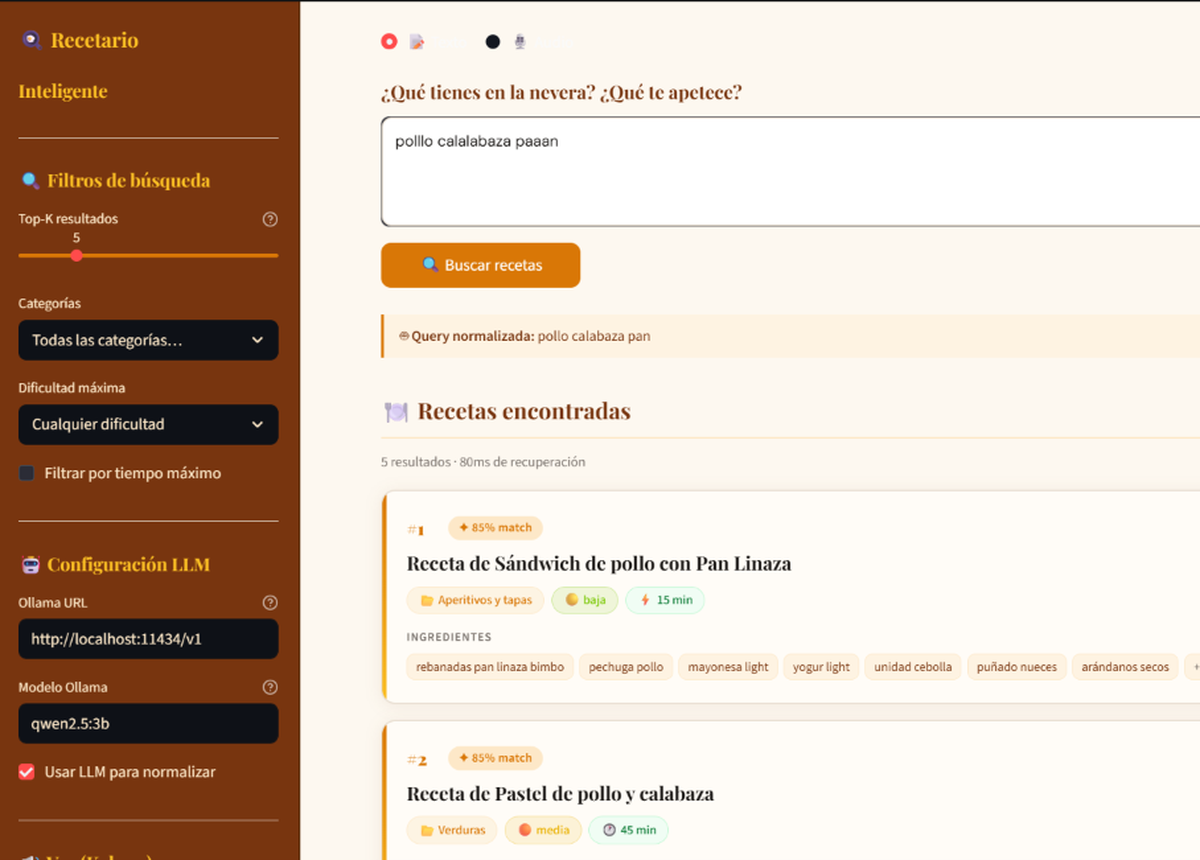 Recetario
Inteligente
Filtros de búsqueda
Top-K resultados
5
Categorías
Todas las categorías...
Dificultad máxima
Cualquier dificultad
Filtrar por tiempo máximo
Configuración LLM
Ollama URL
http://localhost:11434/v1
Modelo Ollama
qwen2.5:3b
Usar LLM para normalizar
¿Qué tienes en la nevera? ¿Qué te apetece?
polllo calalabaza paaan
Buscar recetas
Query normalizada: pollo calabaza pan
Recetas encontradas
5 resultados · 80ms de recuperación
#1 ✦ 85% match
Receta de Sándwich de pollo con Pan Linaza
Aperitivos y tapas baja 15 min
INGREDIENTES
rebanadas pan linaza bimbo pechuga pollo mayonesa light yogur light unidad cebolla puñado nueces arándanos secos +
#2 ✦ 85% match
Receta de Pastel de pollo y calabaza
Verduras media 45 min